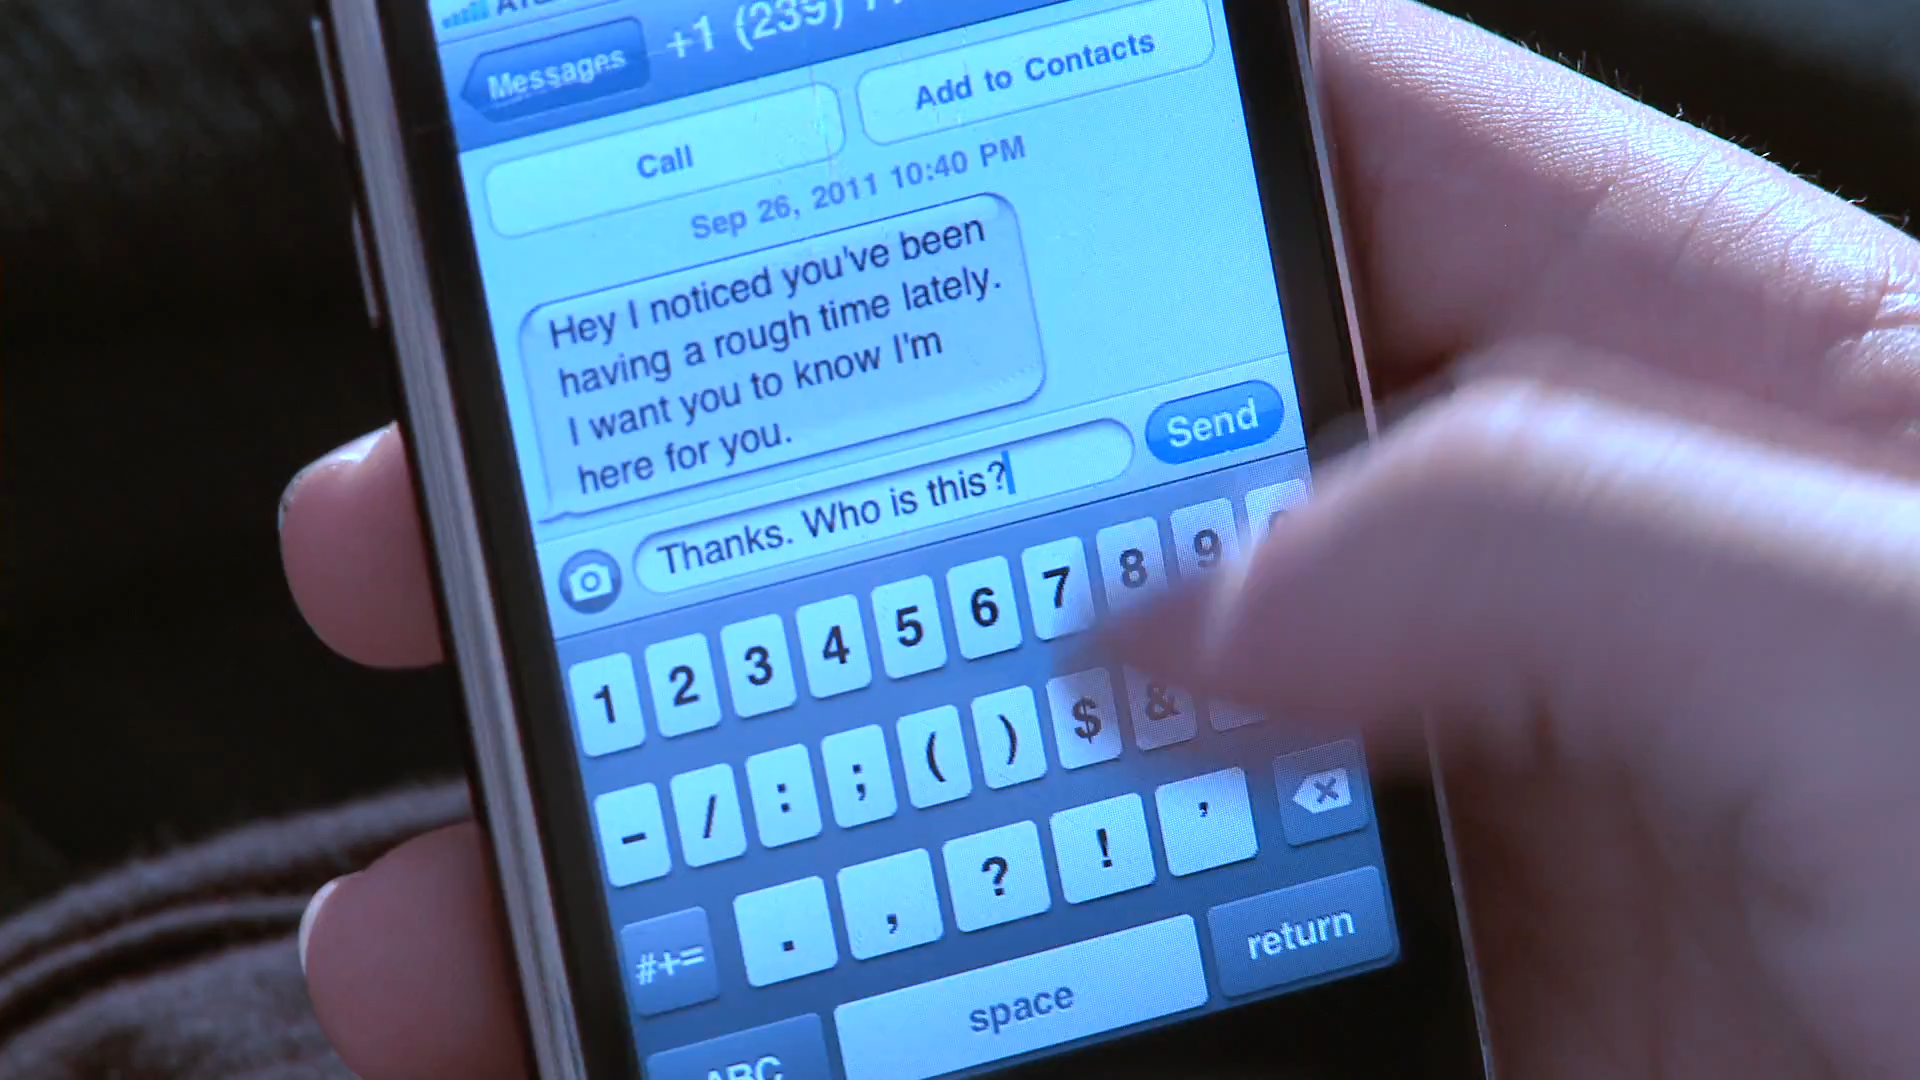 Messages
+1 (239)
Call
Add to Contacts
Sep 26, 2011 10:40 PM
Hey I noticed you've been
having a rough time lately.
I want you to know I'm
here for you.
Thanks. Who is this?
Send
1 2 3 4 5 6 7 8 9
- / : ; ( ) $ &
#+= . , ? ! '
ABC space return